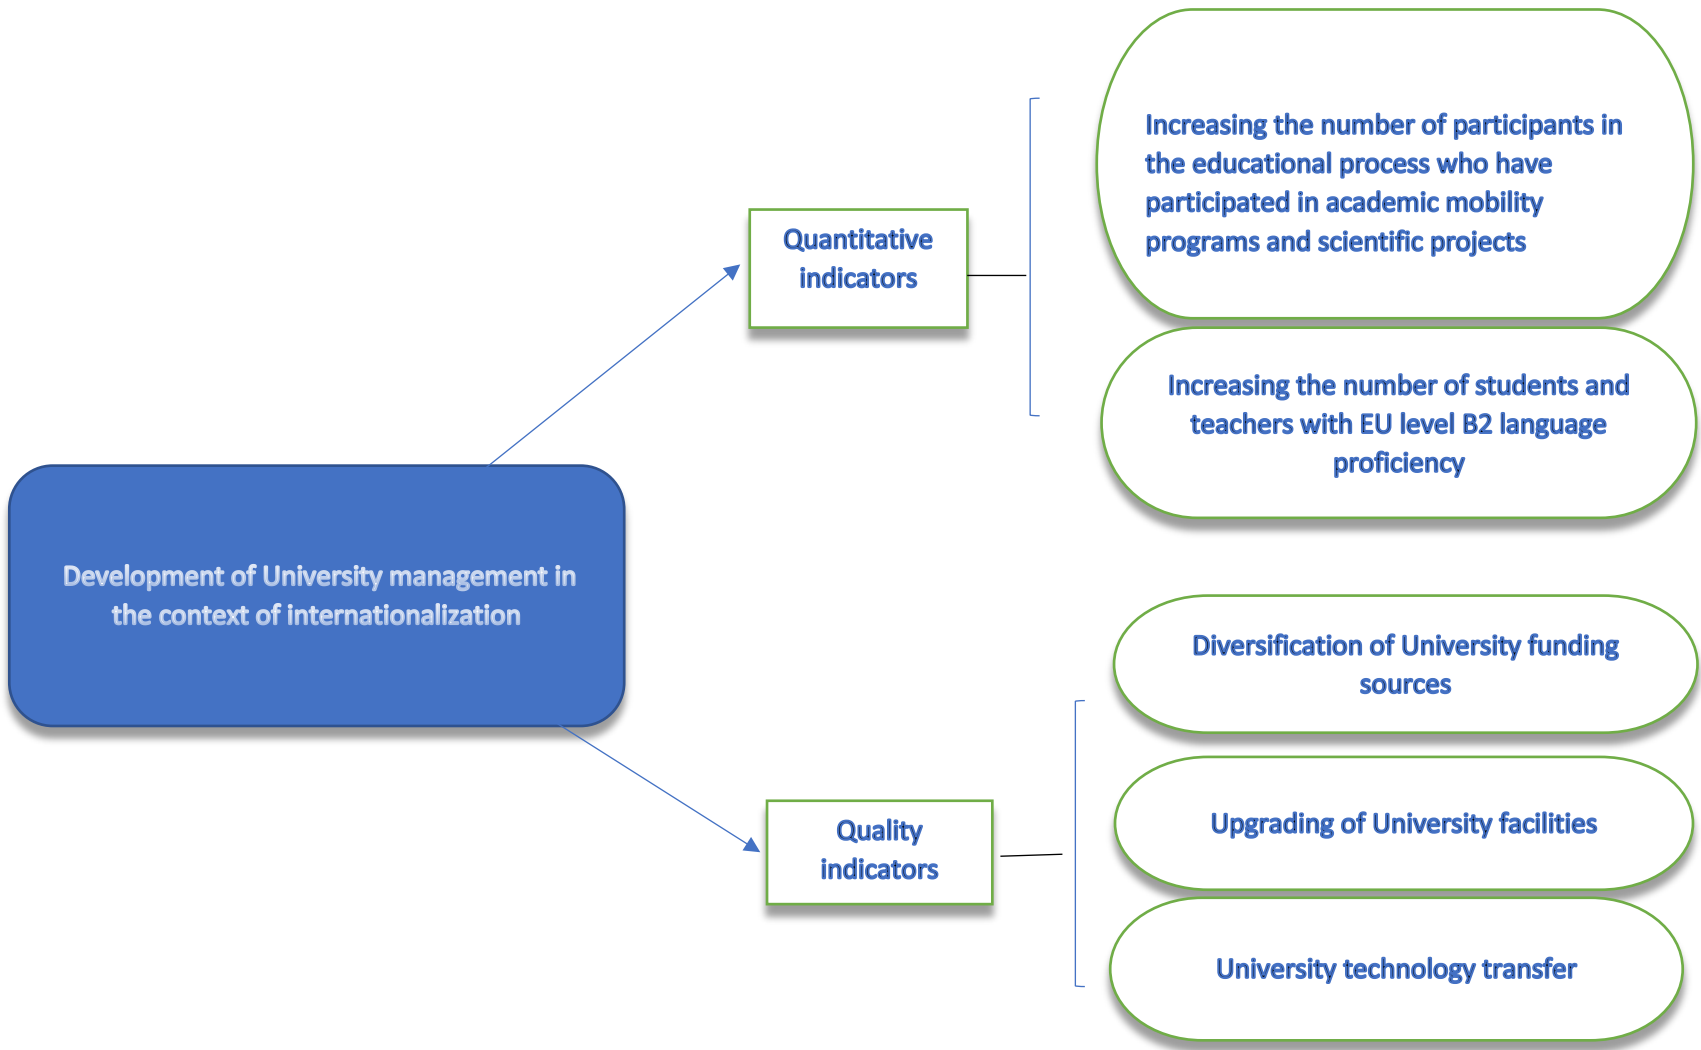 Increasing the number of participants in
the educational process who have
participated in academic mobility
programs and scientific projects
Quantitative
indicators
Increasing the number of students and
teachers with EU level B2 language
proficiency
Development of University management in
the context of internationalization
Diversification of University funding
sources
Quality
indicators
Upgrading of University facilities
University technology transfer